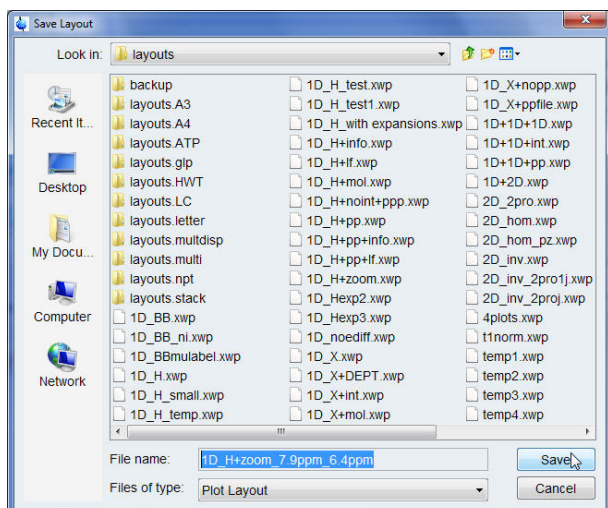 Save Layout
Look in: layouts
Recent It...
Desktop
My Docu...
Computer
Network
backup
layouts.A3
layouts.A4
layouts.ATP
layouts.glp
layouts.HWT
layouts.LC
layouts.letter
layouts.multdisp
layouts.multi
layouts.npt
layouts.stack
1D_BB.xwp
1D_BB_ni.xwp
1D_BBmulabel.xwp
1D_H.xwp
1D_H_small.xwp
1D_H_temp.xwp
1D_H_test.xwp
1D_H_test1.xwp
1D_H_with expansions.xwp
1D_H+info.xwp
1D_H+lf.xwp
1D_H+mol.xwp
1D_H+noint+ppp.xwp
1D_H+pp.xwp
1D_H+pp+info.xwp
1D_H+pp+lf.xwp
1D_H+zoom.xwp
1D_Hexp2.xwp
1D_Hexp3.xwp
1D_noediff.xwp
1D_X.xwp
1D_X+DEPT.xwp
1D_X+int.xwp
1D_X+mol.xwp
1D_X+nopp.xwp
1D_X+ppfile.xwp
1D+1D+1D.xwp
1D+1D+int.xwp
1D+1D+pp.xwp
1D+2D.xwp
2D_2pro.xwp
2D_hom.xwp
2D_hom_pz.xwp
2D_inv.xwp
2D_inv_2pro1j.xwp
2D_inv_2proj.xwp
4plots.xwp
t1norm.xwp
temp1.xwp
temp2.xwp
temp3.xwp
temp4.xwp
File name: 1D_H+zoom_7.9ppm_6.4ppm Save
Files of type: Plot Layout Cancel